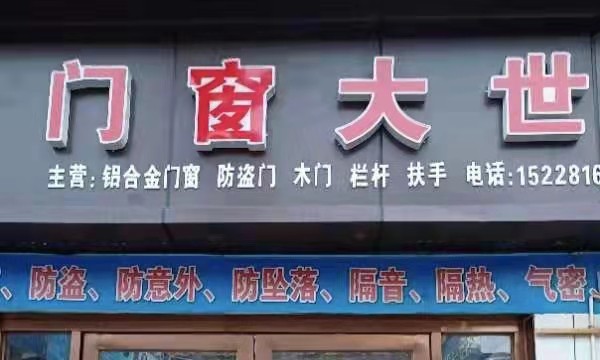 门窗大世
主营：铝合金门窗 防盗门 木门 栏杆 扶手 电话：1522816
、防盗、防意外、防坠落、隔音、隔热、气密、